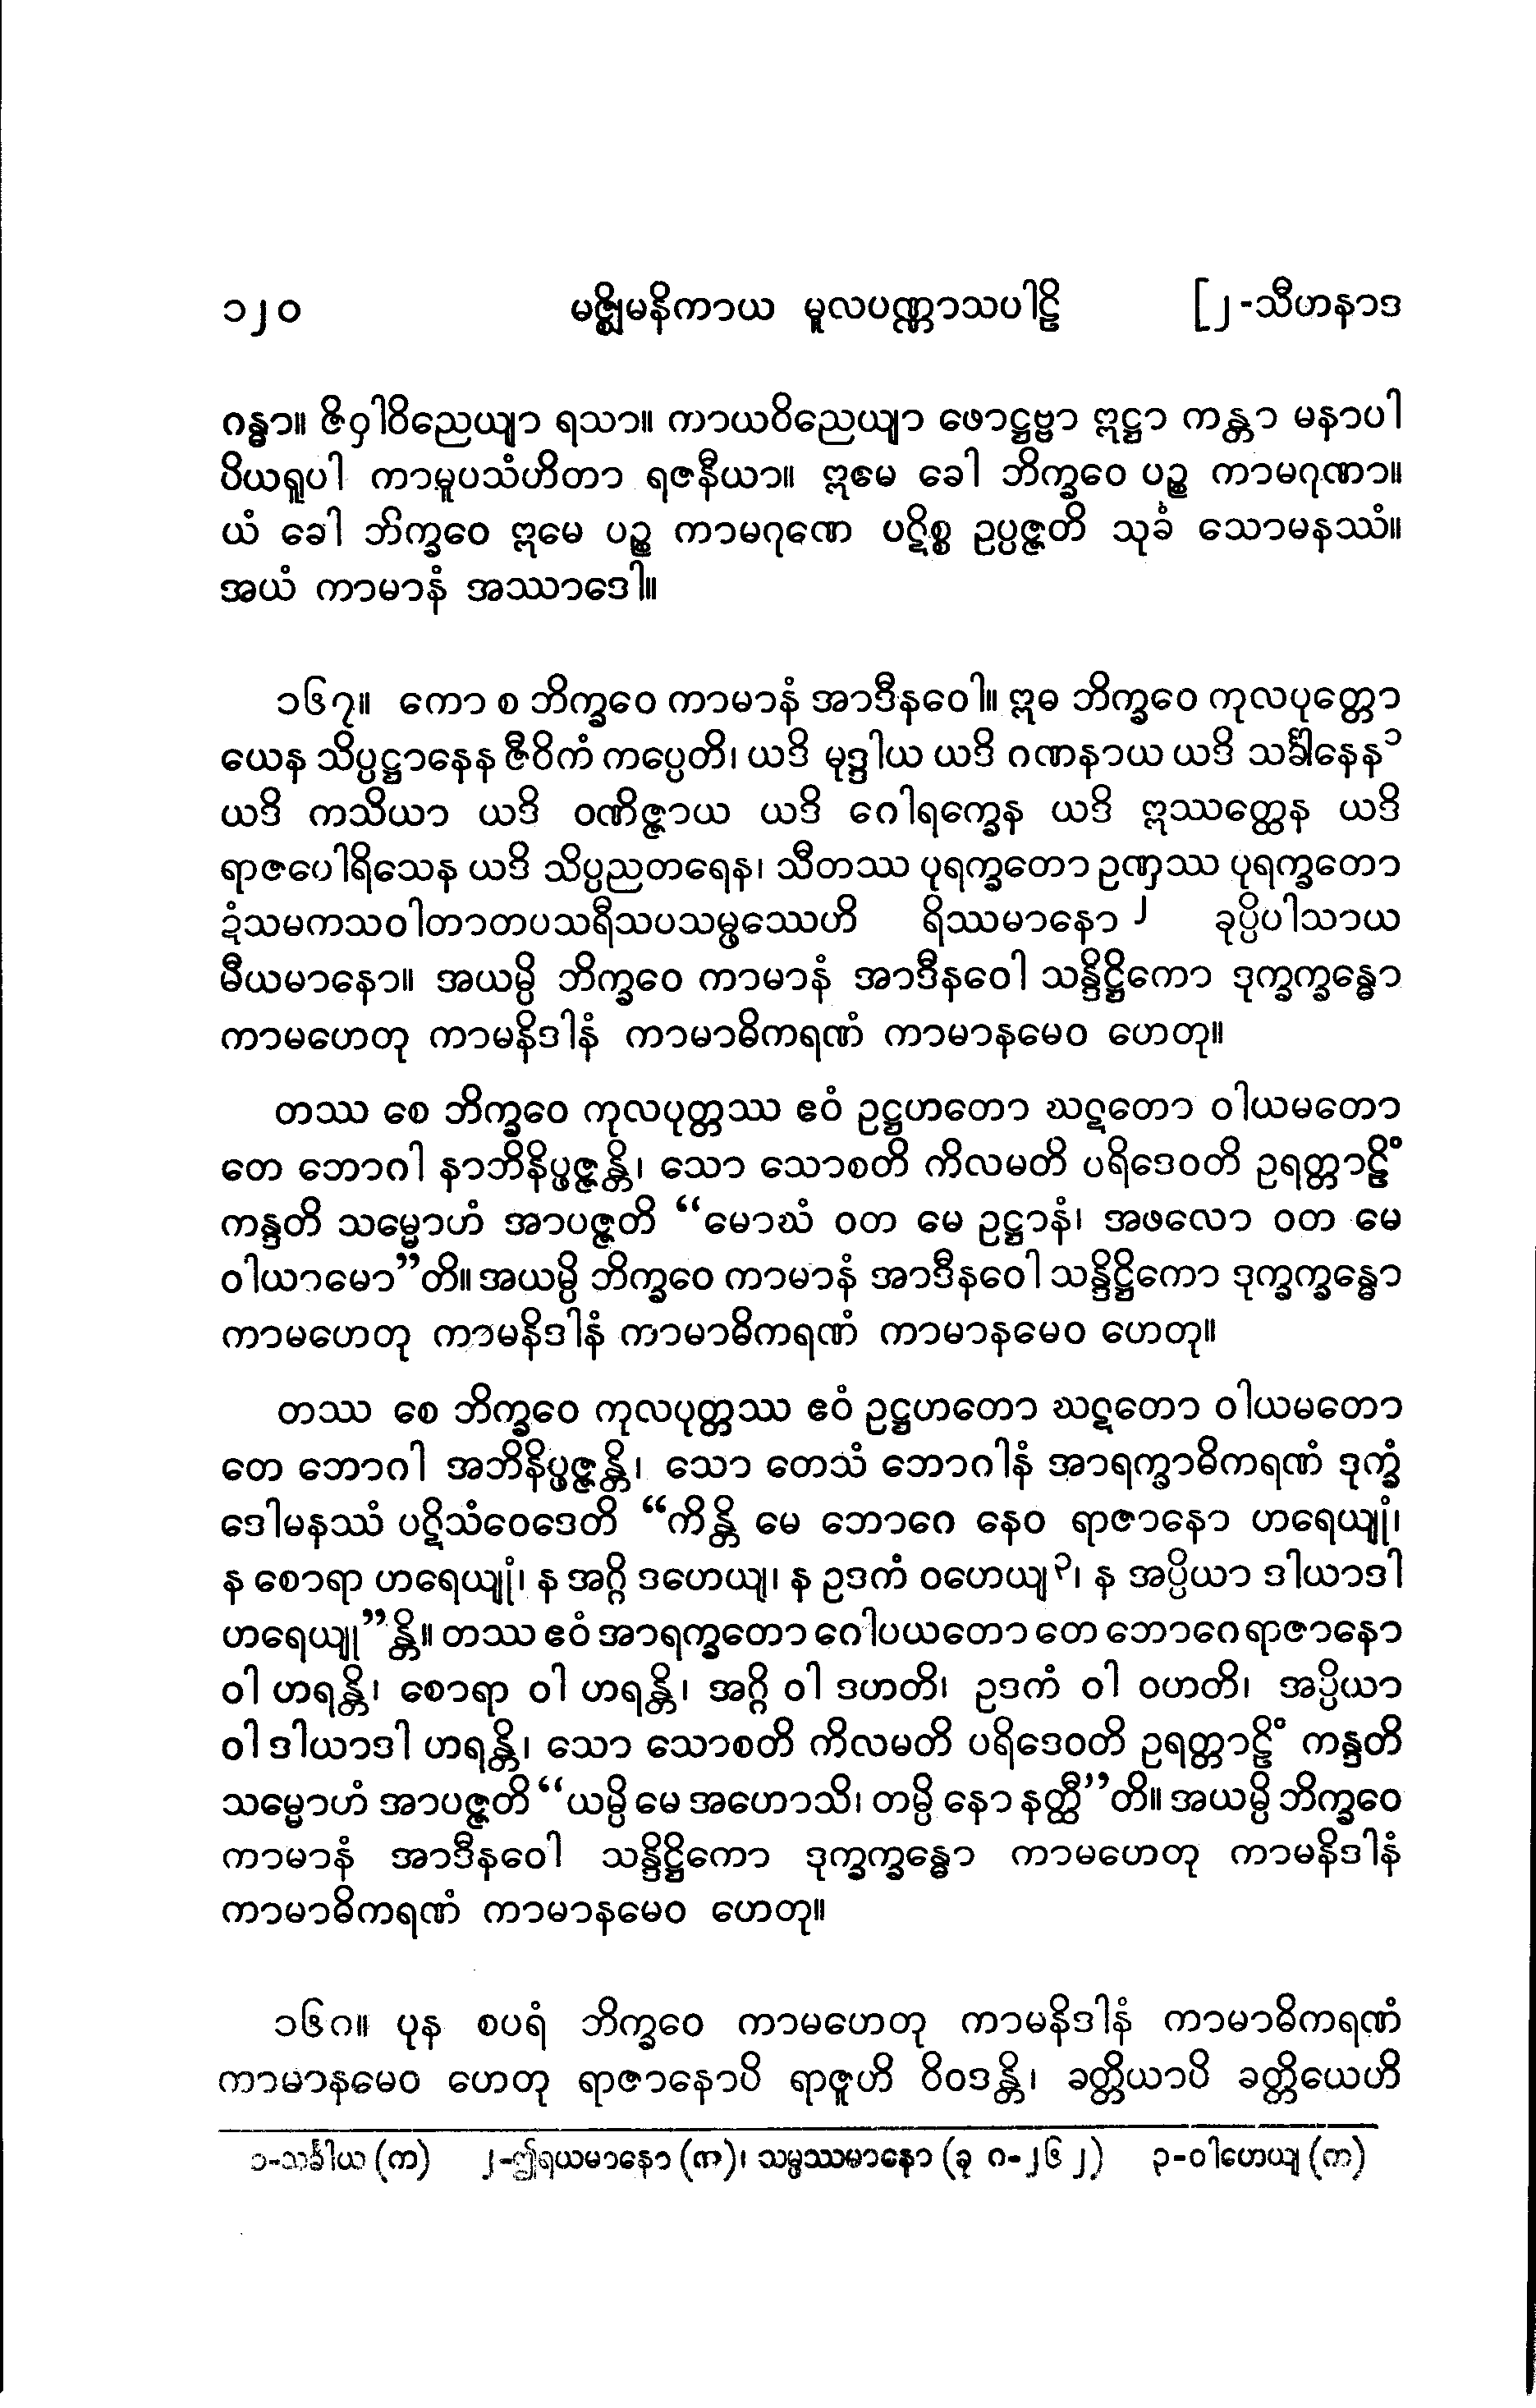 ၁၂၀ မဇ္ဈိမနိကာယ မူလပဏ္ဏာသပါဠိ [၂-သီဟနာဒ
ဂန္ဓာ။ ဇိဝှါဝိညေယျာ ရသာ။ ကာယဝိညေယျာ ဖောဋ္ဌဗ္ဗာ ဣဋ္ဌာ ကန္တာ မနာပါ
ပိယရူပါ ကာမူပသံဟိတာ ရဇနီယာ။ ဣမေ ခေါ ဘိက္ခဝေ ပဉ္စ ကာမဂုဏာ။
ယံ ခေါ ဘိက္ခဝေ ဣမေ ပဉ္စ ကာမဂုဏေ ပဋိစ္စ ဥပ္ပဇ္ဇတိ သုခံ သောမနဿံ။
အယံ ကာမာနံ အဿာဒေါ။
၁၆၇။ ကော စ ဘိက္ခဝေ ကာမာနံ အာဒီနဝေါ။ ဣဓ ဘိက္ခဝေ ကုလပုတ္တော
ယေန သိပ္ပဋ္ဌာနေန ဇီဝိကံ ကပ္ပေတိ၊ ယဒိ မုဒ္ဒါယ ယဒိ ဂဏနာယ ယဒိ သင်္ခါနေန ၁
ယဒိ ကသိယာ ယဒိ ဝဏိဇ္ဇာယ ယဒိ ဂေါရက္ခေန ယဒိ ဣဿတ္ထေန ယဒိ
ရာဇပေါရိသေန ယဒိ သိပ္ပညတရေန၊ သီတဿ ပုရက္ခတော ဥဏှဿ ပုရက္ခတော
ဍံသမကသဝါတာတပသရီသပသမ္ဖဿေဟိ ရိဿမာနော ၂ ခုပ္ပိပါသာယ
မီယမာနော။ အယမ္ပိ ဘိက္ခဝေ ကာမာနံ အာဒီနဝေါ သန္ဒိဋ္ဌိကော ဒုက္ခက္ခန္ဓော
ကာမဟေတု ကာမနိဒါနံ ကာမာဓိကရဏံ ကာမာနမေဝ ဟေတု။
တဿ စေ ဘိက္ခဝေ ကုလပုတ္တဿ ဧဝံ ဥဋ္ဌဟတော ဃဋတော ဝါယမတော
တေ ဘောဂါ နာဘိနိပ္ဖဇ္ဇန္တိ၊ သော သောစတိ ကိလမတိ ပရိဒေဝတိ ဥရတ္တာဠိံ
ကန္ဒတိ သမ္မောဟံ အာပဇ္ဇတိ “မောဃံ ဝတ မေ ဥဋ္ဌာနံ၊ အဖလော ဝတ မေ
ဝါယာမော”တိ။ အယမ္ပိ ဘိက္ခဝေ ကာမာနံ အာဒီနဝေါ သန္ဒိဋ္ဌိကော ဒုက္ခက္ခန္ဓော
ကာမဟေတု ကာမနိဒါနံ ကာမာဓိကရဏံ ကာမာနမေဝ ဟေတု။
တဿ စေ ဘိက္ခဝေ ကုလပုတ္တဿ ဧဝံ ဥဋ္ဌဟတော ဃဋတော ဝါယမတော
တေ ဘောဂါ အဘိနိပ္ဖဇ္ဇန္တိ၊ သော တေသံ ဘောဂါနံ အာရက္ခာဓိကရဏံ ဒုက္ခံ
ဒေါမနဿံ ပဋိသံဝေဒေတိ “ကိန္တိ မေ ဘောဂေ နေဝ ရာဇာနော ဟရေယျုံ၊
န စောရာ ဟရေယျုံ၊ န အဂ္ဂိ ဒဟေယျ၊ န ဥဒကံ ဝဟေယျ ၃၊ န အပ္ပိယာ ဒါယာဒါ
ဟရေယျု”န္တိ။ တဿ ဧဝံ အာရက္ခတော ဂေါပယတော တေ ဘောဂေ ရာဇာနော
ဝါ ဟရန္တိ၊ စောရာ ဝါ ဟရန္တိ၊ အဂ္ဂိ ဝါ ဒဟတိ၊ ဥဒကံ ဝါ ဝဟတိ၊ အပ္ပိယာ
ဝါ ဒါယာဒါ ဟရန္တိ၊ သော သောစတိ ကိလမတိ ပရိဒေဝတိ ဥရတ္တာဠိံ ကန္ဒတိ
သမ္မောဟံ အာပဇ္ဇတိ “ယမ္ပိ မေ အဟောသိ၊ တမ္ပိ နော နတ္ထီ”တိ။ အယမ္ပိ ဘိက္ခဝေ
ကာမာနံ အာဒီနဝေါ သန္ဒိဋ္ဌိကော ဒုက္ခက္ခန္ဓော ကာမဟေတု ကာမနိဒါနံ
ကာမာဓိကရဏံ ကာမာနမေဝ ဟေတု။
၁၆၈။ ပုန စပရံ ဘိက္ခဝေ ကာမဟေတု ကာမနိဒါနံ ကာမာဓိကရဏံ
ကာမာနမေဝ ဟေတု ရာဇာနောပိ ရာဇူဟိ ဝိဝဒန္တိ၊ ခတ္တိယာပိ ခတ္တိယေဟိ
၁-သင်္ခါယ (က) ၂-ဤရယမာနော (က)၊ သမ္ဖဿမာနော (ခု ၈-၂၆၂) ၃-ဝါဟေယျ (က)